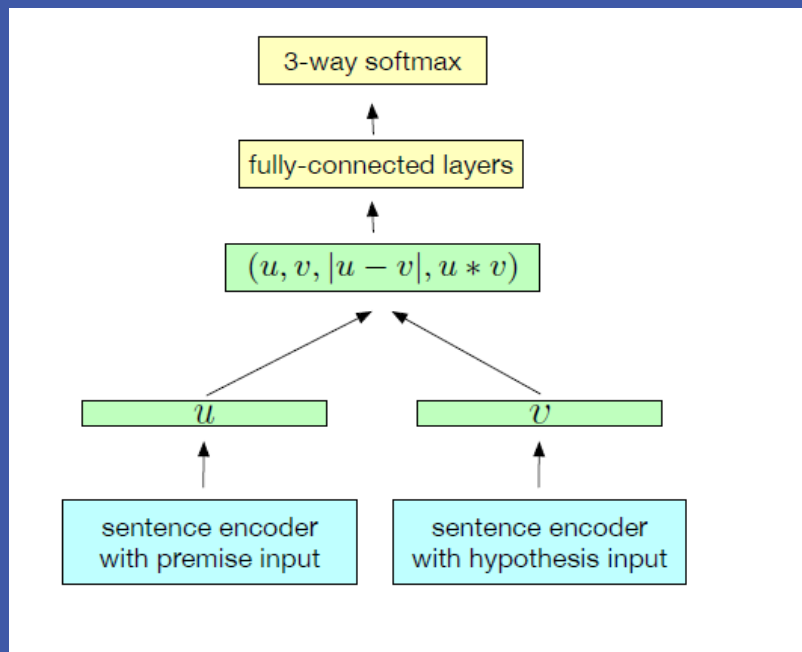 3-way softmax
fully-connected layers
(u, v, |u − v|, u ∗ v)
u
v
sentence encoder
with premise input
sentence encoder
with hypothesis input